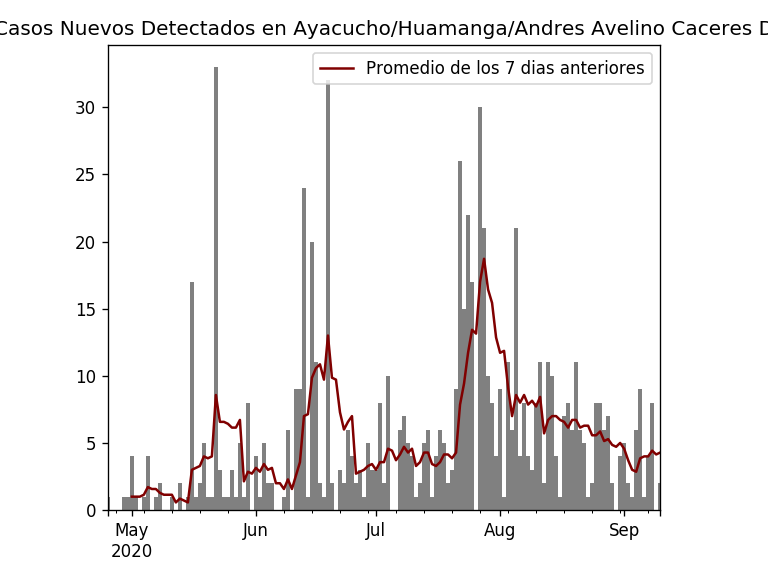 Casos Nuevos Detectados en Ayacucho/Huamanga/Andres Avelino Caceres D
Promedio de los 7 dias anteriores
30
25
20
15
10
5
0
May Jun Jul Aug Sep
2020